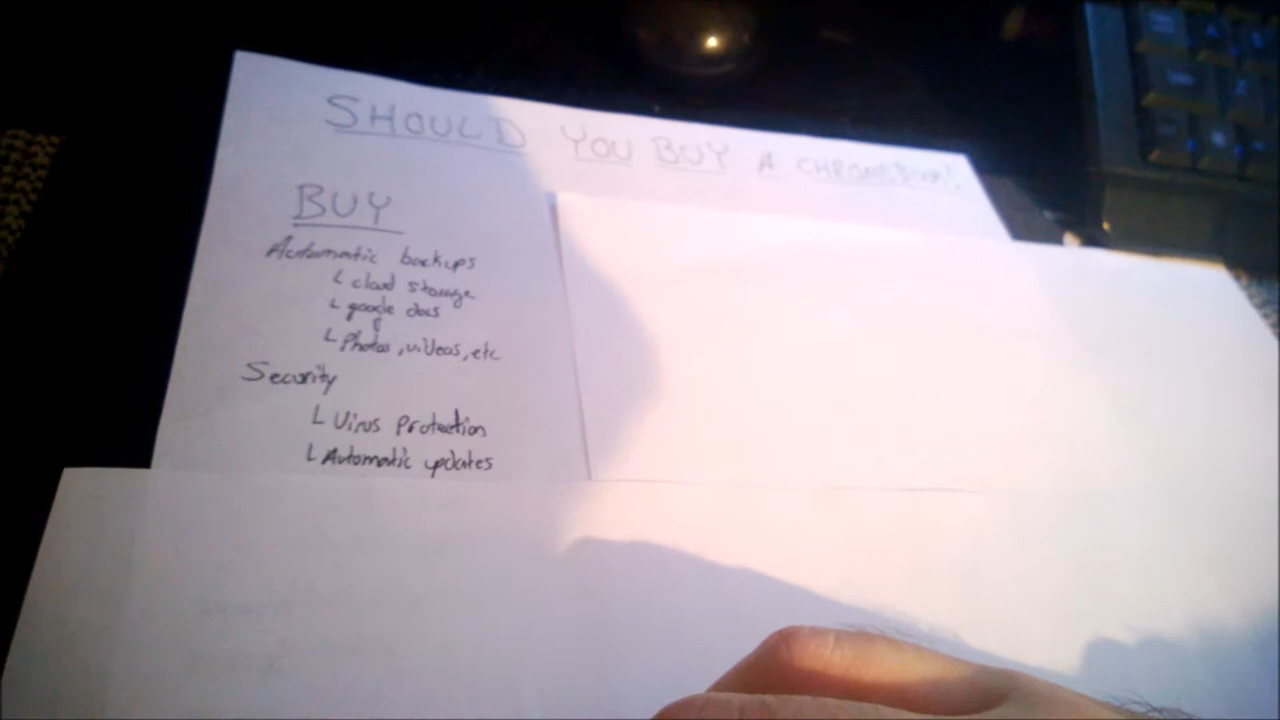 SHOULD YOU BUY A CHROMEBOOK?
BUY
Automatic backups
└ cloud storage
└ google docs
└ Photos, videos, etc
Security
└ Virus Protection
└ Automatic updates